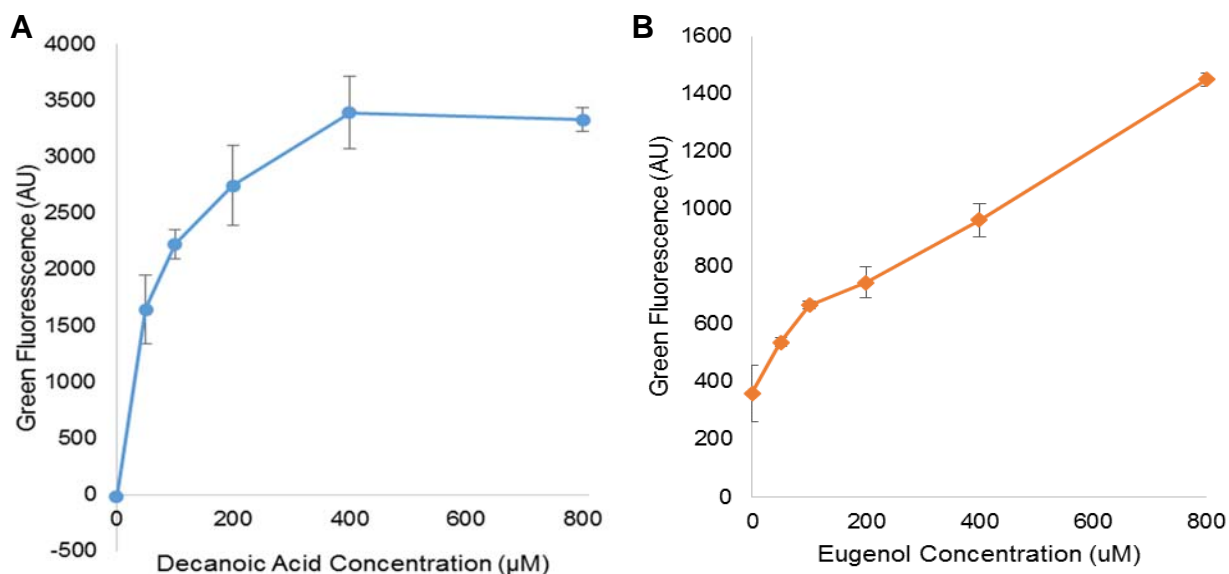 A
Green Fluoresscence (AU)
4000
3500
3000
2500
2000
1500
1000
500
0
-500
0 200 400 600 800
Decanoic Acid Concentration (µM)
B
Green Fluorescence (AU)
1600
1400
1200
1000
800
600
400
200
0
0 200 400 600 800
Eugenol Concentration (uM)